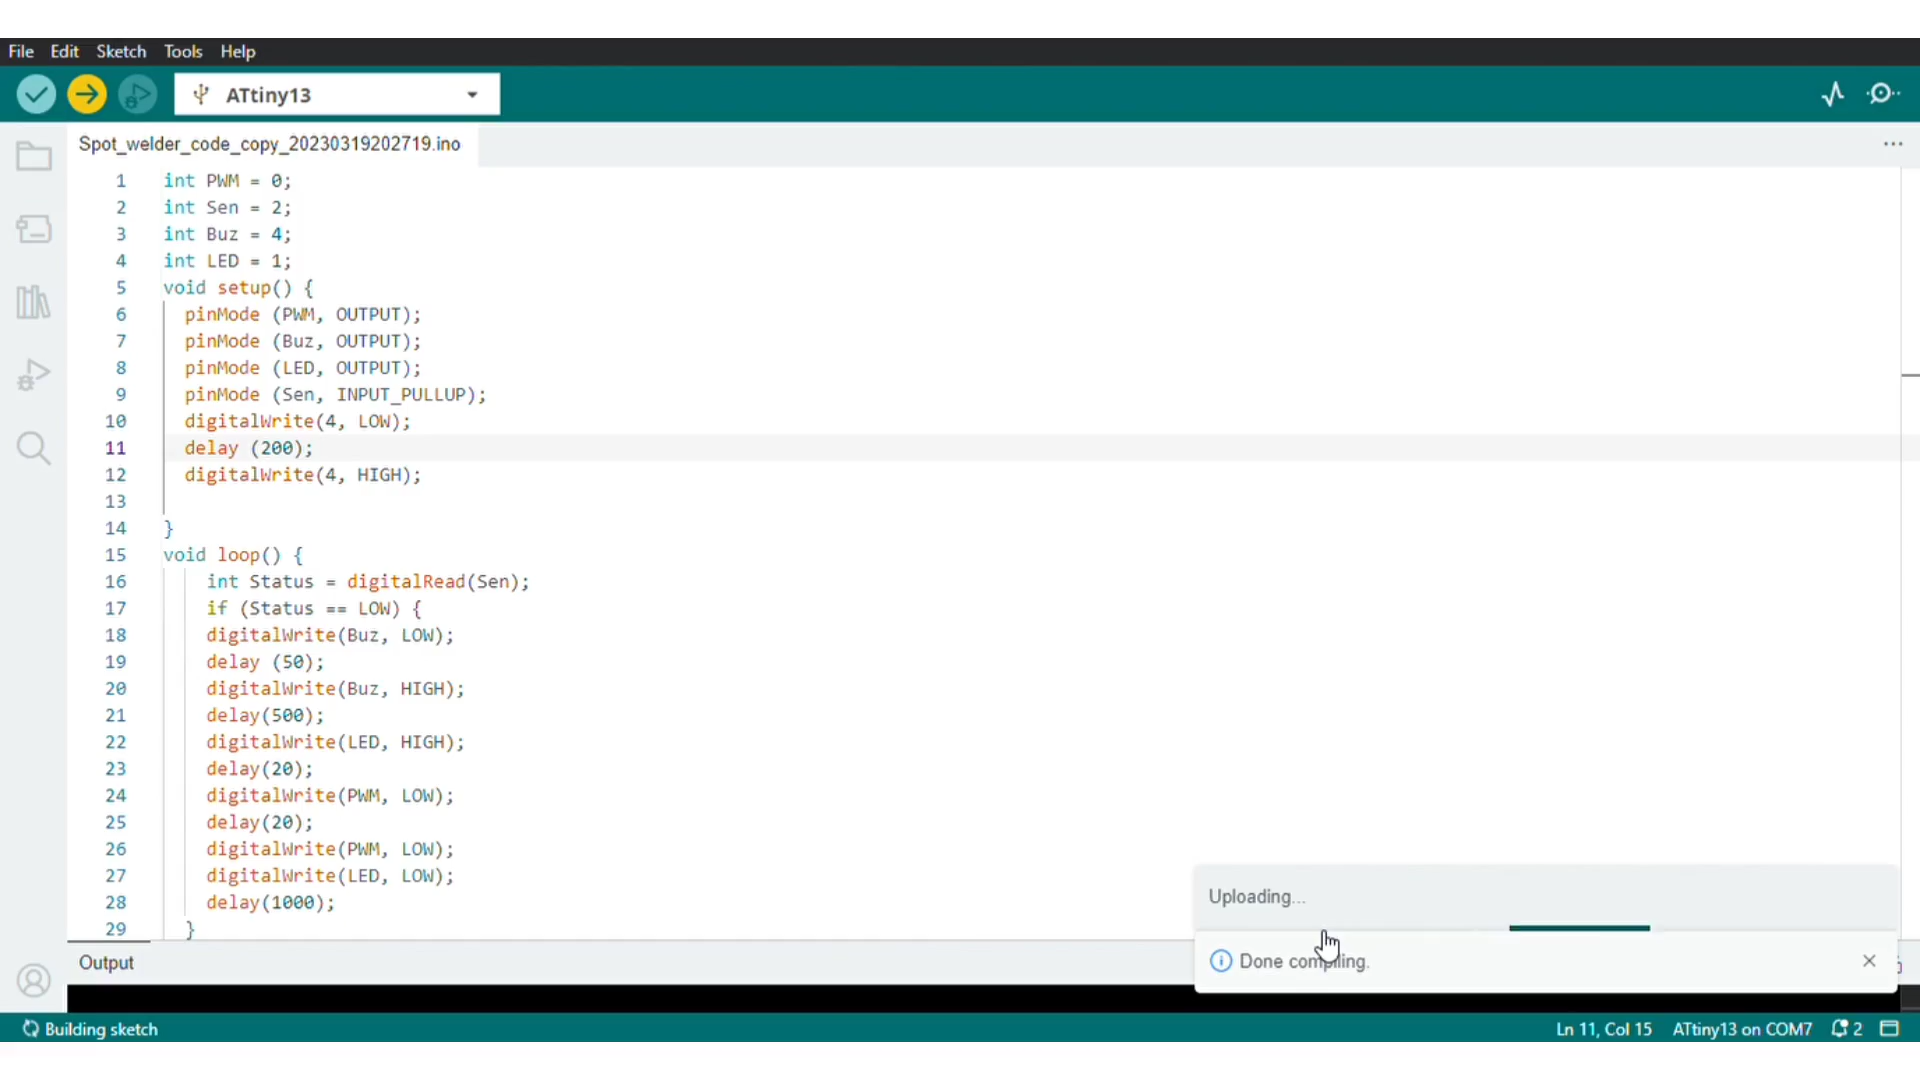 File Edit Sketch Tools Help
ATtiny13
Spot_welder_code_copy_20230319202719.ino
1 int PWM = 0;
2 int Sen = 2;
3 int Buz = 4;
4 int LED = 1;
5 void setup() {
6 pinMode (PWM, OUTPUT);
7 pinMode (Buz, OUTPUT);
8 pinMode (LED, OUTPUT);
9 pinMode (Sen, INPUT_PULLUP);
10 digitalWrite(4, LOW);
11 delay (200);
12 digitalWrite(4, HIGH);
13
14 }
15 void loop() {
16 int Status = digitalRead(Sen);
17 if (Status == LOW) {
18 digitalWrite(Buz, LOW);
19 delay (50);
20 digitalWrite(Buz, HIGH);
21 delay(500);
22 digitalWrite(LED, HIGH);
23 delay(20);
24 digitalWrite(PWM, LOW);
25 delay(20);
26 digitalWrite(PWM, LOW);
27 digitalWrite(LED, LOW);
28 delay(1000);
29 }
Uploading...
Output
Done compiling.
Building sketch
Ln 11, Col 15 ATtiny13 on COM7 2